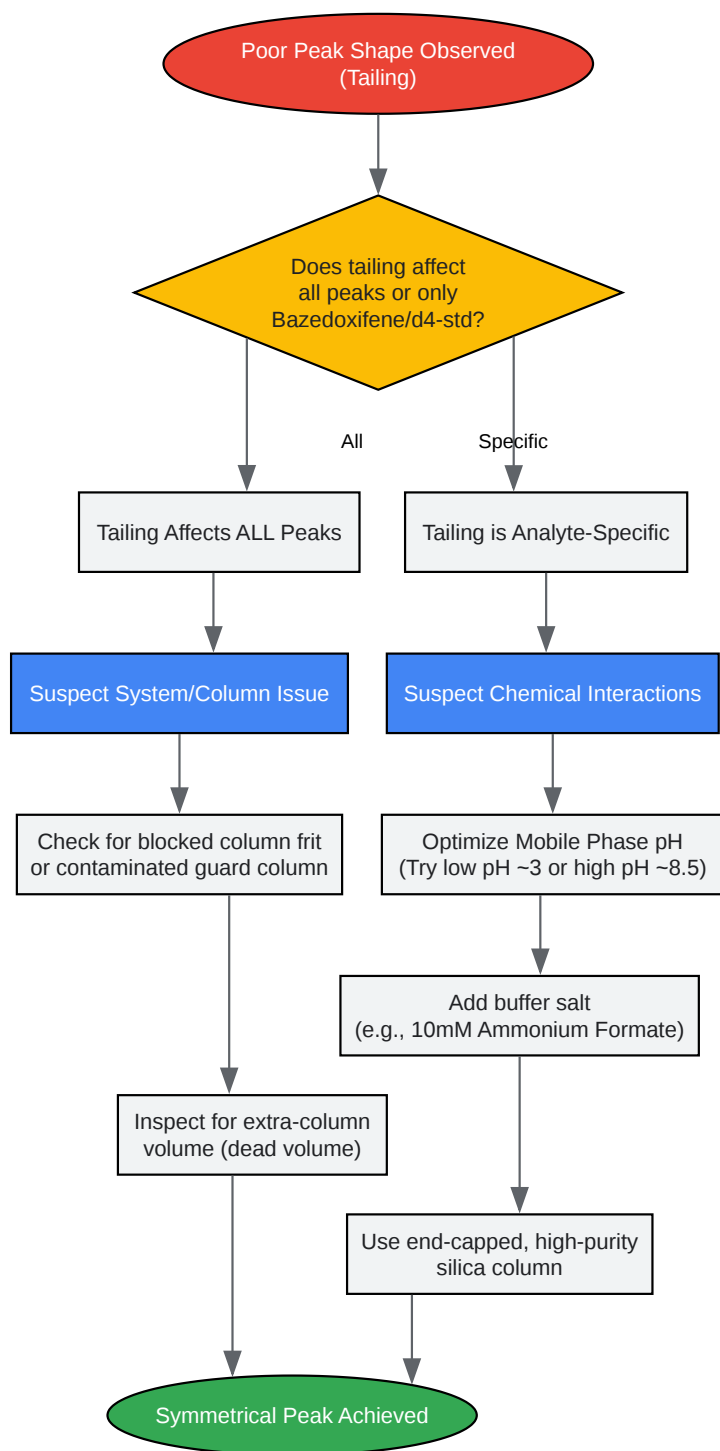 Poor Peak Shape Observed
(Tailing)
Does tailing affect
all peaks or only
Bazedoxifene/d4-std?
All
Specific
Tailing Affects ALL Peaks
Tailing is Analyte-Specific
Suspect System/Column Issue
Suspect Chemical Interactions
Check for blocked column frit
or contaminated guard column
Optimize Mobile Phase pH
(Try low pH ~3 or high pH ~8.5)
Add buffer salt
(e.g., 10mM Ammonium Formate)
Inspect for extra-column
volume (dead volume)
Use end-capped, high-purity
silica column
Symmetrical Peak Achieved